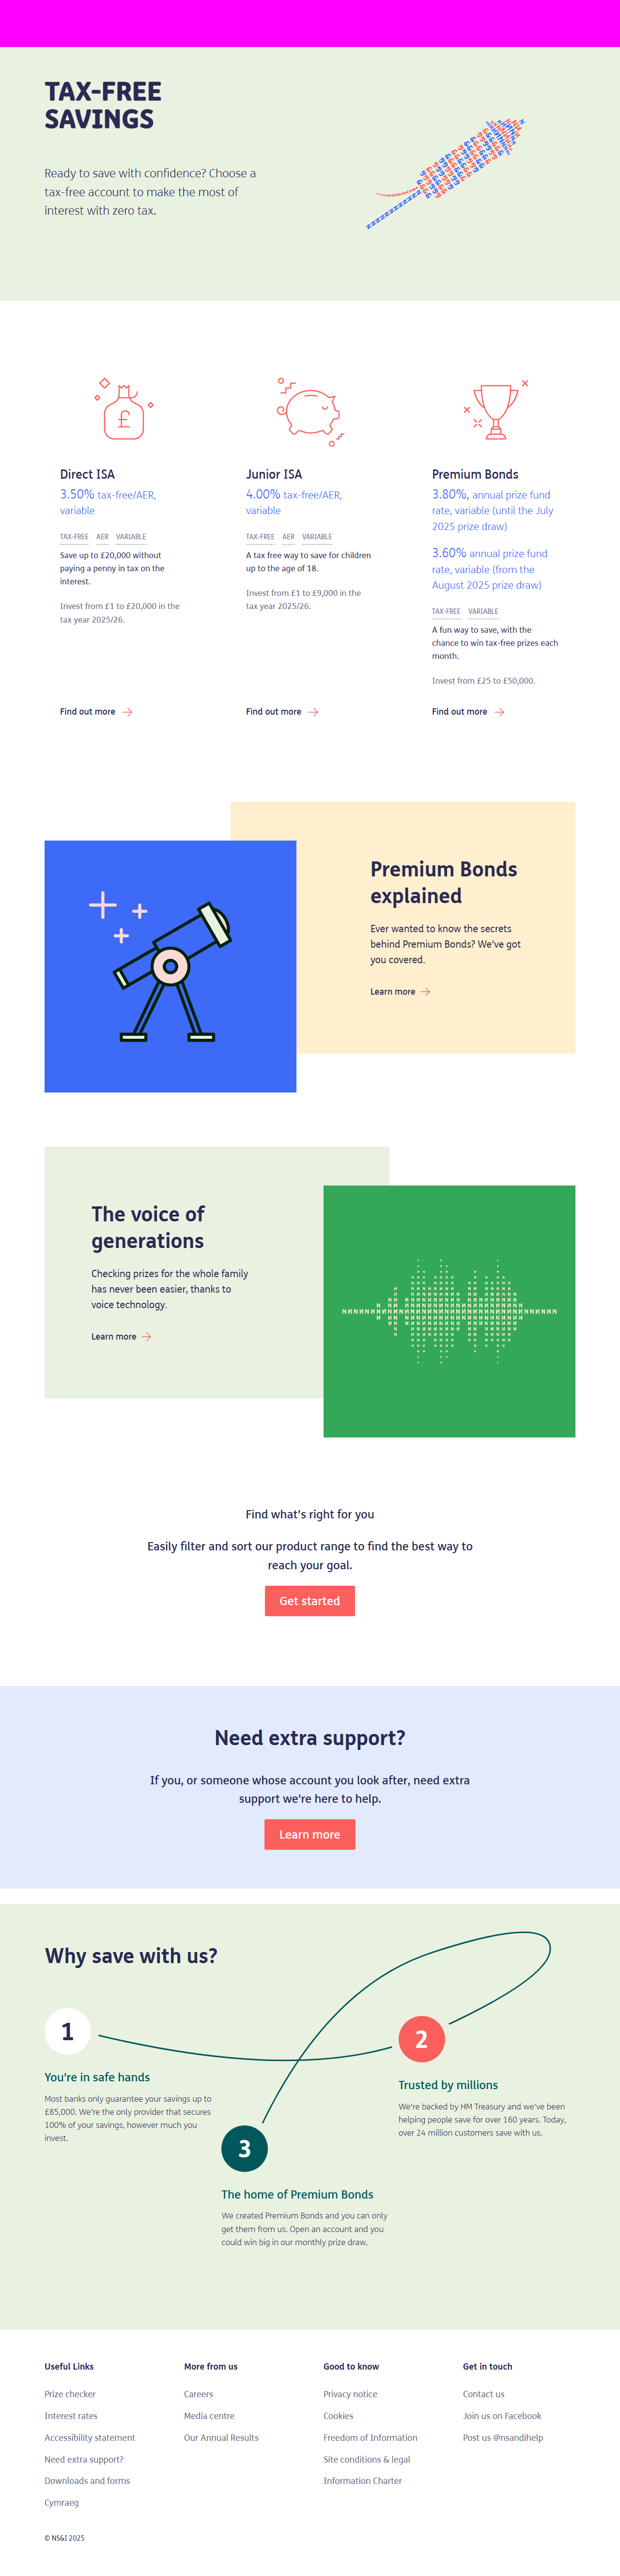 TAX-FREE
SAVINGS
Ready to save with confidence? Choose a
tax-free account to make the most of
interest with zero tax.
Direct ISA
3.50% tax-free/AER,
variable
TAX-FREE AER VARIABLE
Save up to £20,000 without
paying a penny in tax on the
interest.
Invest from £1 to £20,000 in the
tax year 2025/26.
Find out more
Junior ISA
4.00% tax-free/AER,
variable
TAX-FREE AER VARIABLE
A tax free way to save for children
up to the age of 18.
Invest from £1 to £9,000 in the
tax year 2025/26.
Find out more
Premium Bonds
3.80%, annual prize fund
rate, variable (until the July
2025 prize draw)
3.60% annual prize fund
rate, variable (from the
August 2025 prize draw)
TAX-FREE VARIABLE
A fun way to save, with the
chance to win tax-free prizes each
month.
Invest from £25 to £50,000.
Find out more
Premium Bonds
explained
Ever wanted to know the secrets
behind Premium Bonds? We've got
you covered.
Learn more
The voice of
generations
Checking prizes for the whole family
has never been easier, thanks to
voice technology.
Learn more
Find what's right for you
Easily filter and sort our product range to find the best way to
reach your goal.
Get started
Need extra support?
If you, or someone whose account you look after, need extra
support we're here to help.
Learn more
Why save with us?
1
You're in safe hands
Most banks only guarantee your savings up to
£85,000. We're the only provider that secures
100% of your savings, however much you
invest.
2
Trusted by millions
We're backed by HM Treasury and we've been
helping people save for over 160 years. Today,
over 24 million customers save with us.
3
The home of Premium Bonds
We created Premium Bonds and you can only
get them from us. Open an account and you
could win big in our monthly prize draw.
Useful Links
Prize checker
Interest rates
Accessibility statement
Need extra support?
Downloads and forms
Cymraeg
More from us
Careers
Media centre
Our Annual Results
Good to know
Privacy notice
Cookies
Freedom of Information
Site conditions & legal
Information Charter
Get in touch
Contact us
Join us on Facebook
Post us @nsandihelp
© NS&I 2025